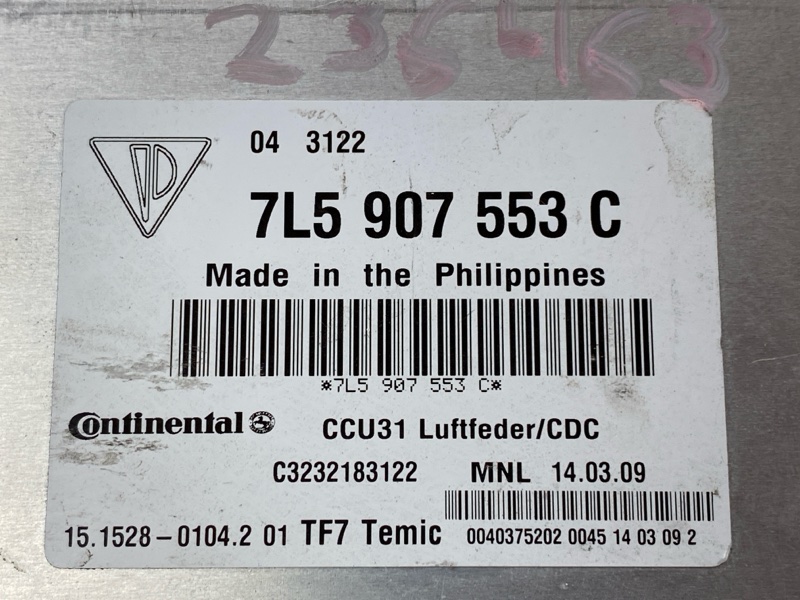 04 3122
7L5 907 553 C
Made in the Philippines
*7L5 907 553 C*
Continental CCU31 Luftfeder/CDC
C3232183122 MNL 14.03.09
15.1528-0104.2 01 TF7 Temic 0040375202 0045 14 03 09 2